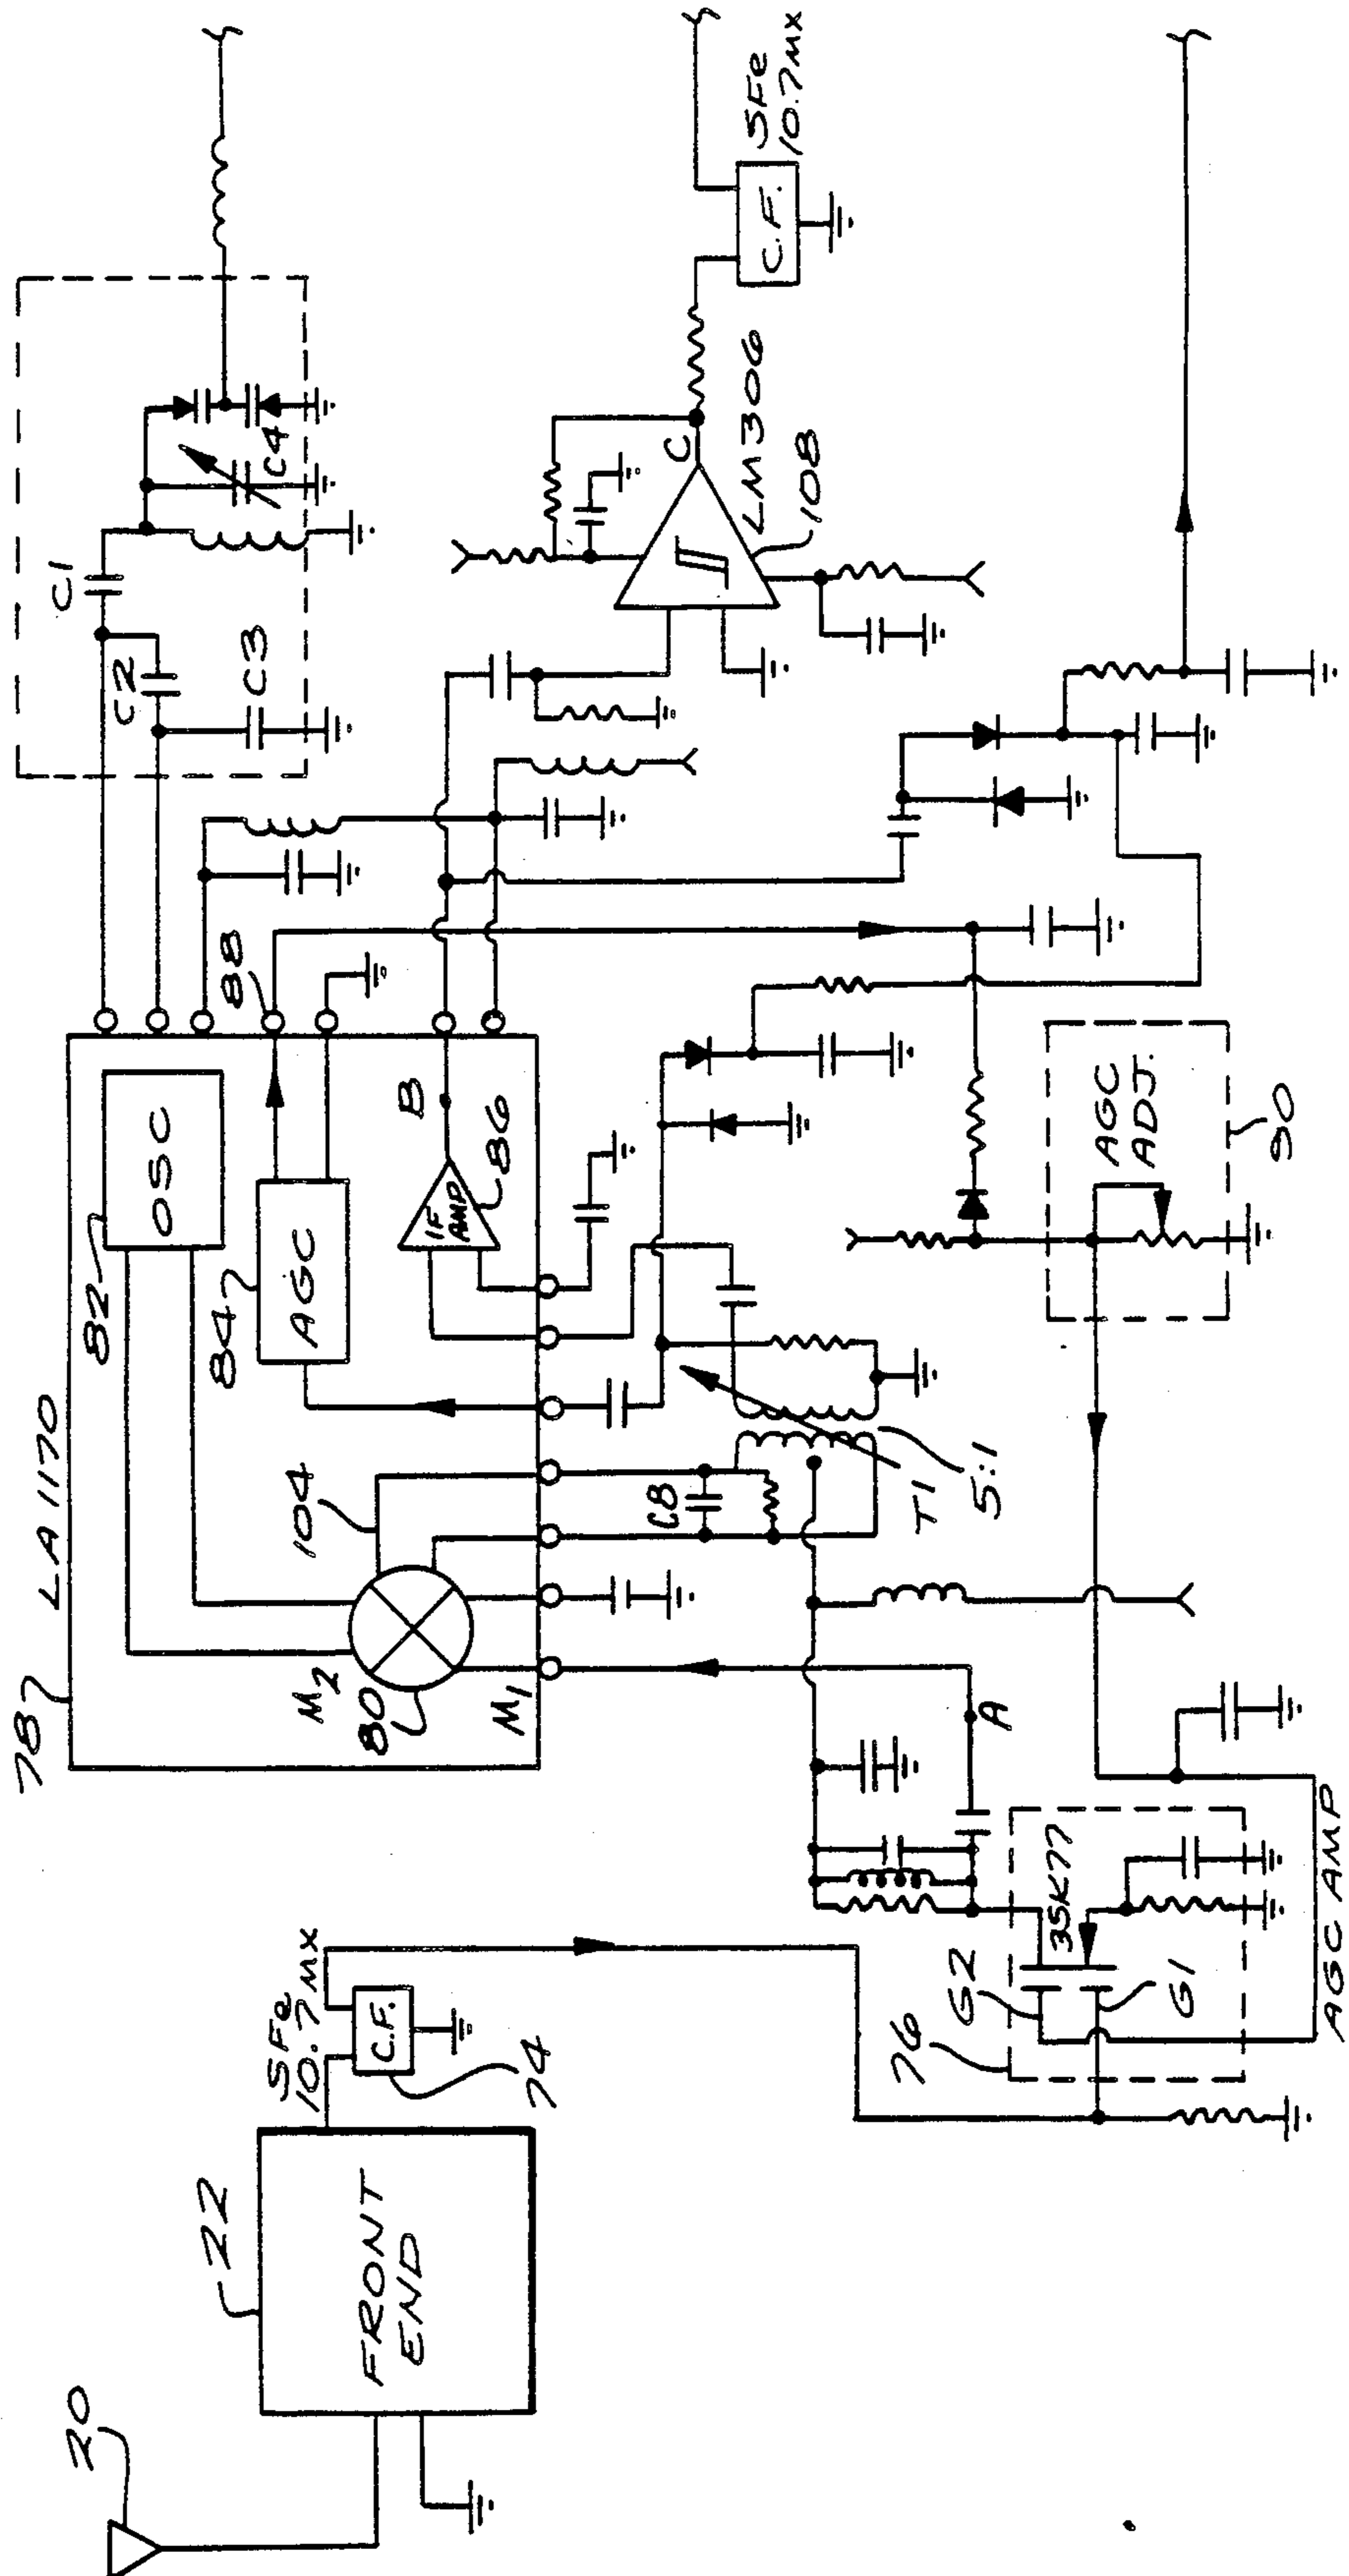 20
22
FRONT
END
SFe
10.7MX
C.F.
74
76
G2
G1
3SK77
AGC AMP
A
78
LA1170
M2
80
M1
104
82
OSC
84
AGC
88
B
IF
AMP
86
C8
T1
5:1
AGC
ADJ.
90
C1
C2
C3
C4
C
LM306
108
C.F.
SFe
10.7MX